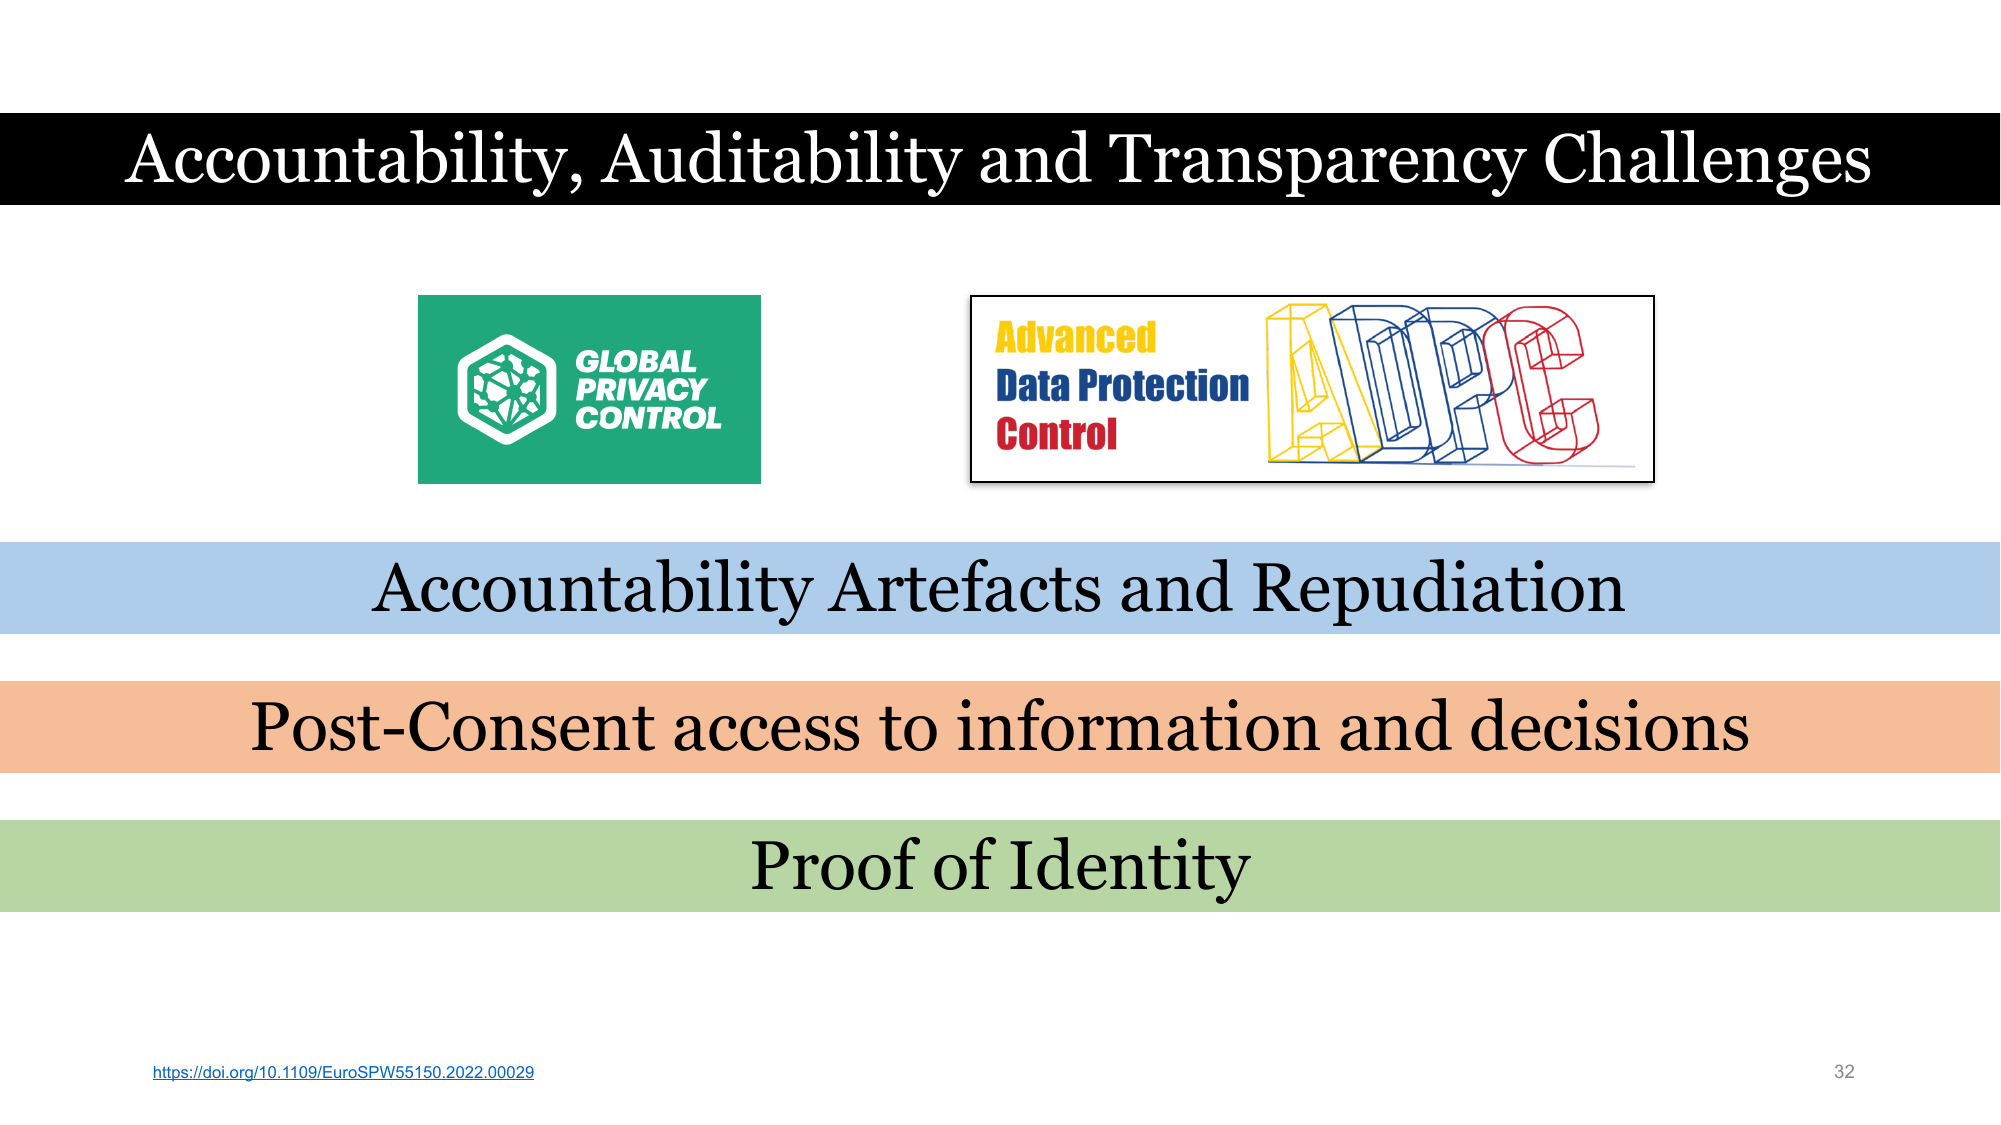 Accountability, Auditability and Transparency Challenges
GLOBAL
PRIVACY
CONTROL
Advanced
Data Protection
Control
ADPC
Accountability Artefacts and Repudiation
Post-Consent access to information and decisions
Proof of Identity
https://doi.org/10.1109/EuroSPW55150.2022.00029
32